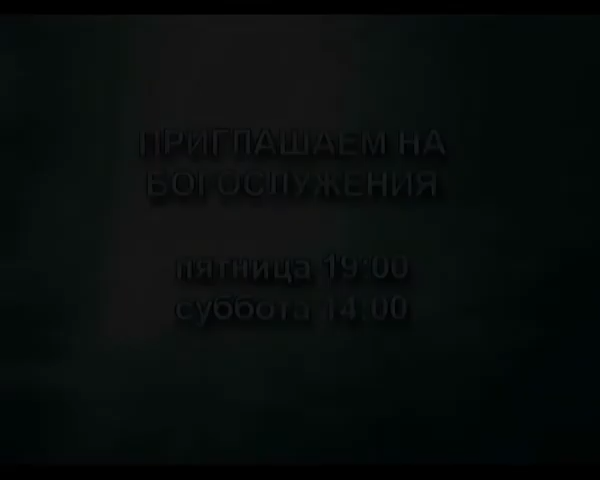 ПРИГЛАШАЕМ НА
БОГОСЛУЖЕНИЯ
пятница 19:00
суббота 14:00